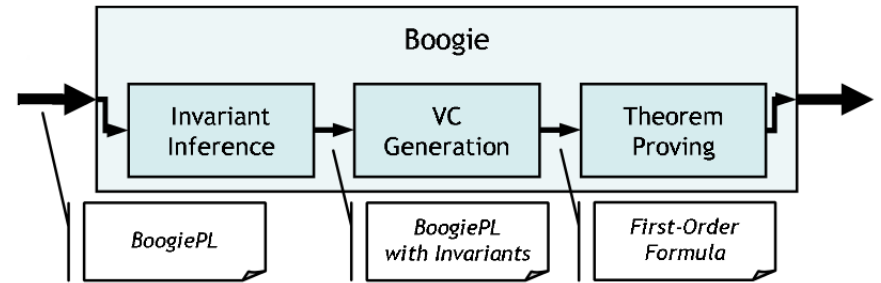 Boogie
Invariant
Inference
VC
Generation
Theorem
Proving
BoogiePL
BoogiePL
with Invariants
First-Order
Formula